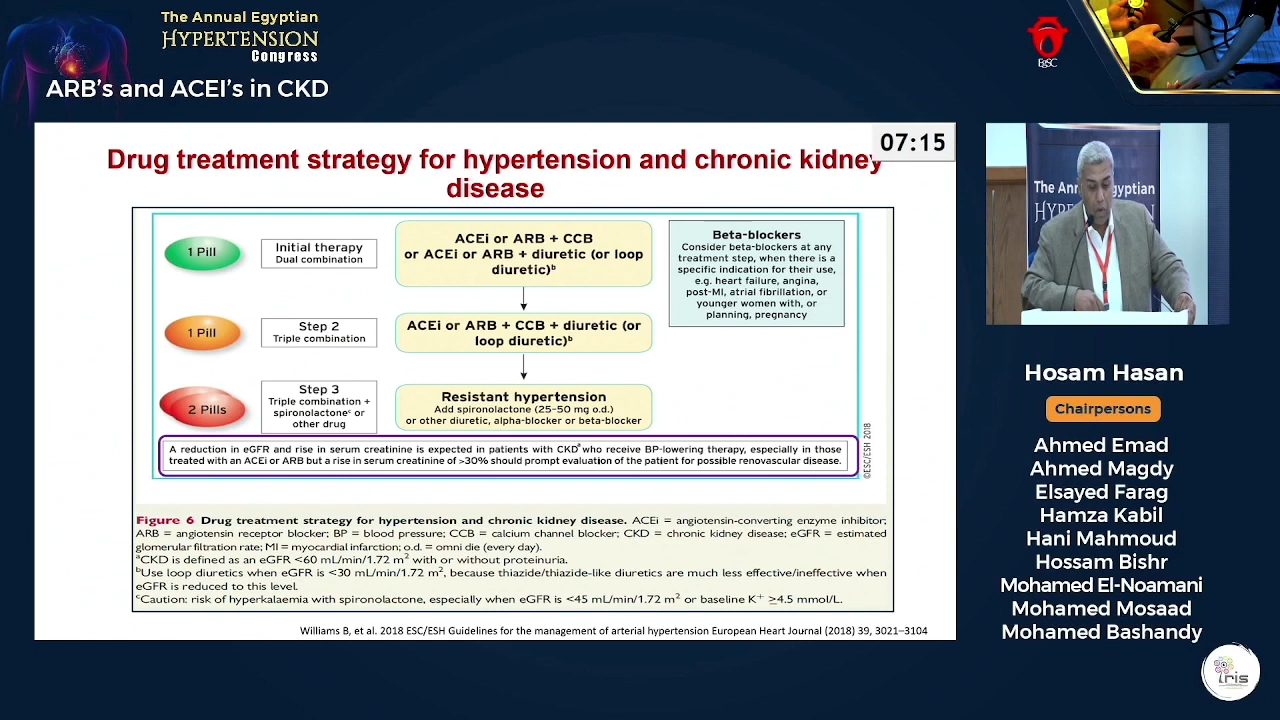 The Annual Egyptian
HYPERTENSION
Congress
ARB's and ACEI's in CKD
EgSC
07:15
Drug treatment strategy for hypertension and chronic kidney
disease
1 Pill
Initial therapy
Dual combination
ACEi or ARB + CCB
or ACEi or ARB + diuretic (or loop
diuretic)ᵇ
Beta-blockers
Consider beta-blockers at any
treatment step, when there is a
specific indication for their use,
e.g. heart failure, angina,
post-MI, atrial fibrillation, or
younger women with, or
planning, pregnancy
1 Pill
Step 2
Triple combination
ACEi or ARB + CCB + diuretic (or
loop diuretic)ᵇ
2 Pills
Step 3
Triple combination +
spironolactoneᶜ or
other drug
Resistant hypertension
Add spironolactone (25–50 mg o.d.)
or other diuretic, alpha-blocker or beta-blocker
A reduction in eGFR and rise in serum creatinine is expected in patients with CKDᵃ who receive BP-lowering therapy, especially in those
treated with an ACEi or ARB but a rise in serum creatinine of >30% should prompt evaluation of the patient for possible renovascular disease.
©ESC/ESH 2018
Figure 6 Drug treatment strategy for hypertension and chronic kidney disease. ACEi = angiotensin-converting enzyme inhibitor;
ARB = angiotensin receptor blocker; BP = blood pressure; CCB = calcium channel blocker; CKD = chronic kidney disease; eGFR = estimated
glomerular filtration rate; MI = myocardial infarction; o.d. = omni die (every day).
ᵃCKD is defined as an eGFR <60 mL/min/1.72 m² with or without proteinuria.
ᵇUse loop diuretics when eGFR is <30 mL/min/1.72 m², because thiazide/thiazide-like diuretics are much less effective/ineffective when
eGFR is reduced to this level.
ᶜCaution: risk of hyperkalaemia with spironolactone, especially when eGFR is <45 mL/min/1.72 m² or baseline K⁺ ≥4.5 mmol/L.
Williams B, et al. 2018 ESC/ESH Guidelines for the management of arterial hypertension European Heart Journal (2018) 39, 3021–3104
The Ann
Egyptian
HYP
NSION
Hosam Hasan
Chairpersons
Ahmed Emad
Ahmed Magdy
Elsayed Farag
Hamza Kabil
Hani Mahmoud
Hossam Bishr
Mohamed El-Noamani
Mohamed Mosaad
Mohamed Bashandy
iris